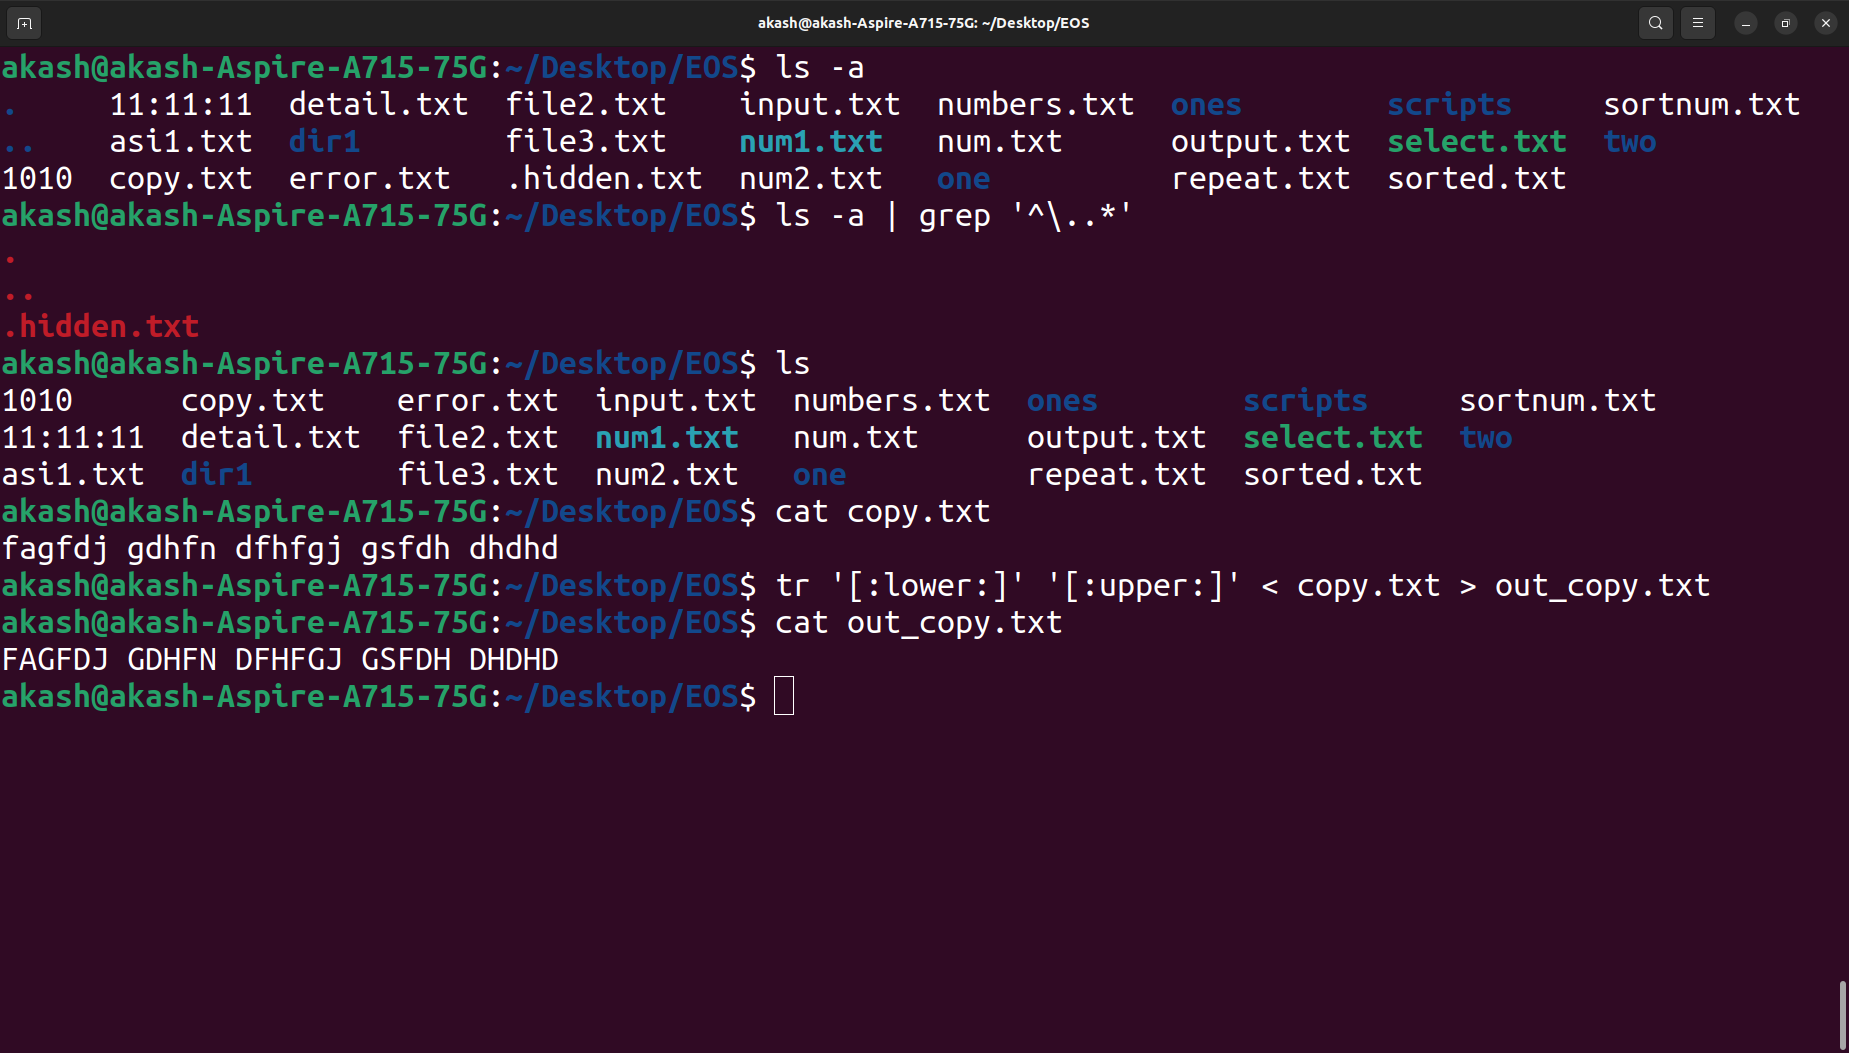 akash@akash-Aspire-A715-75G: ~/Desktop/EOS
akash@akash-Aspire-A715-75G:~/Desktop/EOS$ ls -a
.     11:11:11  detail.txt  file2.txt    input.txt  numbers.txt  ones        scripts     sortnum.txt
..    asi1.txt  dir1        file3.txt    num1.txt   num.txt      output.txt  select.txt  two
1010  copy.txt  error.txt   .hidden.txt  num2.txt   one          repeat.txt  sorted.txt
akash@akash-Aspire-A715-75G:~/Desktop/EOS$ ls -a | grep '^\..*'
.
..
.hidden.txt
akash@akash-Aspire-A715-75G:~/Desktop/EOS$ ls
1010      copy.txt    error.txt  input.txt  numbers.txt  ones        scripts     sortnum.txt
11:11:11  detail.txt  file2.txt  num1.txt   num.txt      output.txt  select.txt  two
asi1.txt  dir1        file3.txt  num2.txt   one          repeat.txt  sorted.txt
akash@akash-Aspire-A715-75G:~/Desktop/EOS$ cat copy.txt
fagfdj gdhfn dfhfgj gsfdh dhdhd
akash@akash-Aspire-A715-75G:~/Desktop/EOS$ tr '[:lower:]' '[:upper:]' < copy.txt > out_copy.txt
akash@akash-Aspire-A715-75G:~/Desktop/EOS$ cat out_copy.txt
FAGFDJ GDHFN DFHFGJ GSFDH DHDHD
akash@akash-Aspire-A715-75G:~/Desktop/EOS$